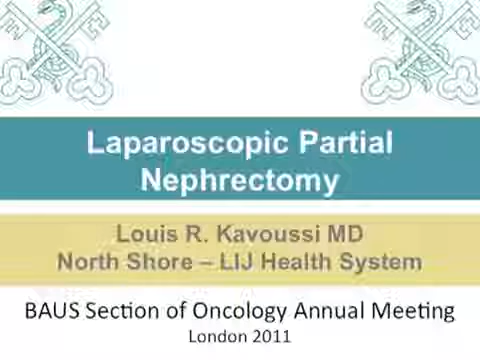 Laparoscopic Partial
Nephrectomy
Louis R. Kavoussi MD
North Shore – LIJ Health System
BAUS Section of Oncology Annual Meeting
London 2011